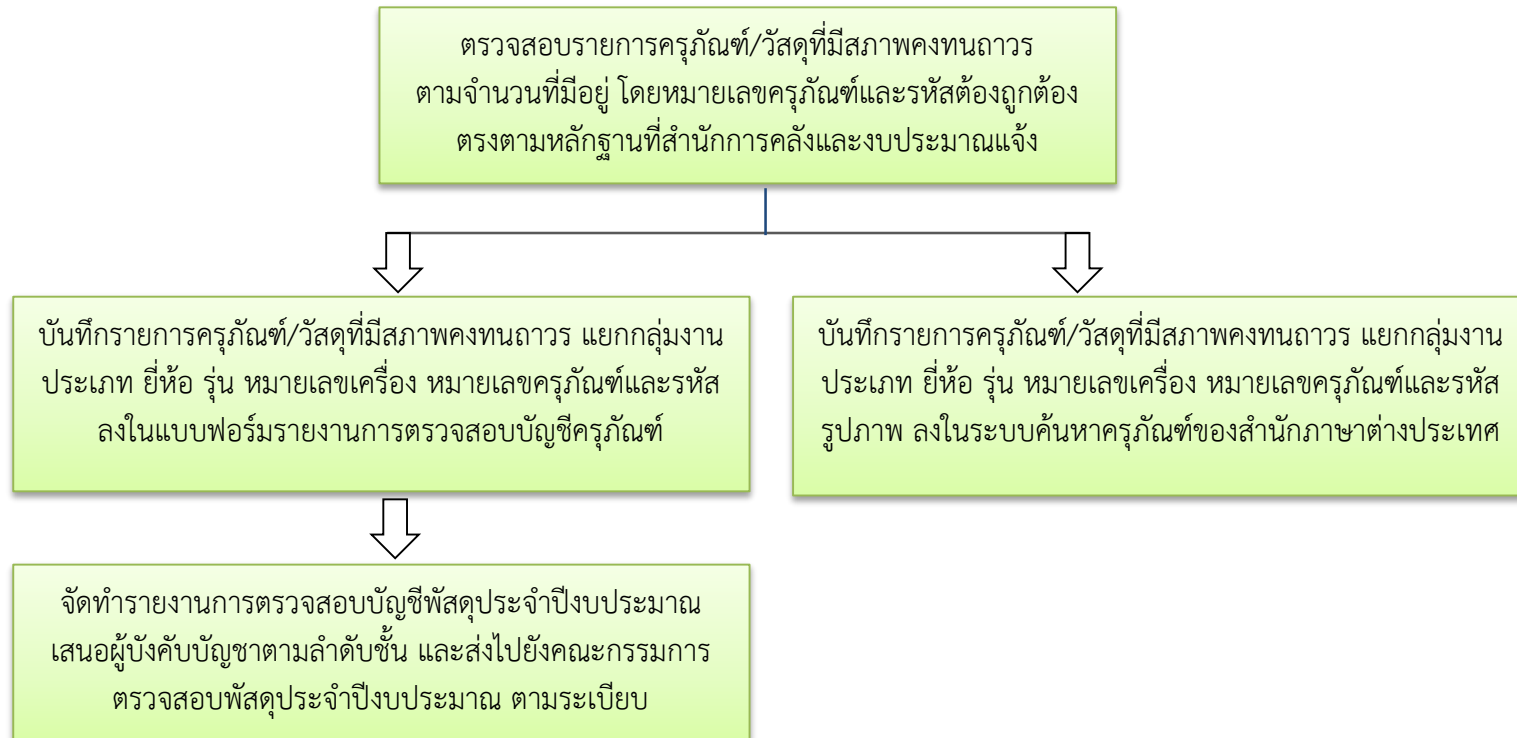 ตรวจสอบรายการครุภัณฑ์/วัสดุที่มีสภาพคงทนถาวร
ตามจำนวนที่มีอยู่ โดยหมายเลขครุภัณฑ์และรหัสต้องถูกต้อง
ตรงตามหลักฐานที่สำนักการคลังและงบประมาณแจ้ง
บันทึกรายการครุภัณฑ์/วัสดุที่มีสภาพคงทนถาวร แยกกลุ่มงาน
ประเภท ยี่ห้อ รุ่น หมายเลขเครื่อง หมายเลขครุภัณฑ์และรหัส
ลงในแบบฟอร์มรายงานการตรวจสอบบัญชีครุภัณฑ์
บันทึกรายการครุภัณฑ์/วัสดุที่มีสภาพคงทนถาวร แยกกลุ่มงาน
ประเภท ยี่ห้อ รุ่น หมายเลขเครื่อง หมายเลขครุภัณฑ์และรหัส
รูปภาพ ลงในระบบค้นหาครุภัณฑ์ของสำนักภาษาต่างประเทศ
จัดทำรายงานการตรวจสอบบัญชีพัสดุประจำปีงบประมาณ
เสนอผู้บังคับบัญชาตามลำดับชั้น และส่งไปยังคณะกรรมการ
ตรวจสอบพัสดุประจำปีงบประมาณ ตามระเบียบ